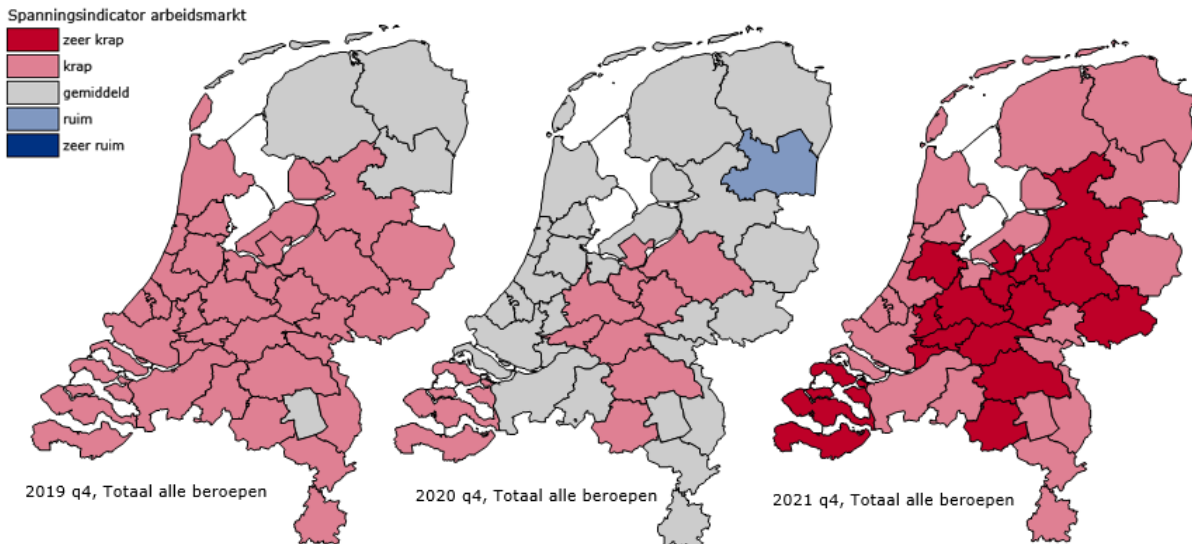 Spanningsindicator arbeidsmarkt
zeer krap
krap
gemiddeld
ruim
zeer ruim
2019 q4, Totaal alle beroepen
2020 q4, Totaal alle beroepen
2021 q4, Totaal alle beroepen